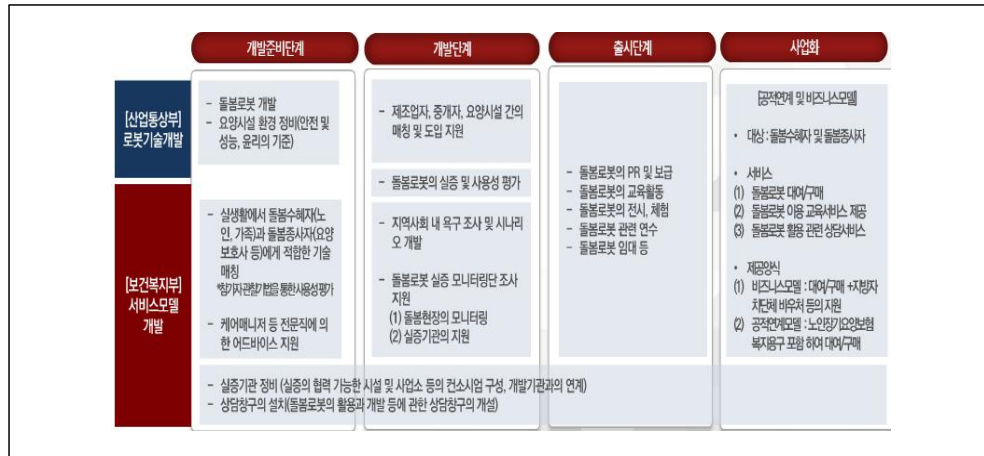 개발준비단계
개발단계
출시단계
사업화
[산업통상부]
로봇기술개발
- 돌봄로봇 개발
- 요양시설 환경 정비(안전 및
성능, 윤리의 기준)
- 제조업자, 중개자, 요양시설 간의
매칭 및 도입 지원
- 돌봄로봇의 실증 및 사용성 평가
[보건복지부]
서비스모델
개발
- 실생활에서 돌봄수혜자(노
인, 가족)과 돌봄종사자(요양
보호사 등)에게 적합한 기술
매칭
*참가자 관찰기법을 통한 사용성 평가
- 케어매니저 등 전문직에 의
한 어드바이스 지원
- 지역사회 내 욕구 조사 및 시나리
오 개발
- 돌봄로봇 실증 모니터링단 조사
지원
(1) 돌봄현장의 모니터링
(2) 실증기관의 지원
- 돌봄로봇의 PR 및 보급
- 돌봄로봇의 교육활동
- 돌봄로봇의 전시, 체험
- 돌봄로봇 관련 연수
- 돌봄로봇 임대 등
[공적연계 및 비즈니스모델]
• 대상 : 돌봄수혜자 및 돌봄종사자
• 서비스
(1) 돌봄로봇 대여/구매
(2) 돌봄로봇 이용 교육서비스 제공
(3) 돌봄로봇 활용 관련 상담서비스
• 제공양식
(1) 비즈니스모델 : 대여/구매 +지방자
치단체 바우처 등의 지원
(2) 공적연계모델 : 노인장기요양보험
복지용구 포함 하여 대여/구매
- 실증기관 정비 (실증의 협력 가능한 시설 및 사업소 등의 컨소시엄 구성, 개발기관과의 연계)
- 상담창구의 설치(돌봄로봇의 활용과 개발 등에 관한 상담창구의 개설)